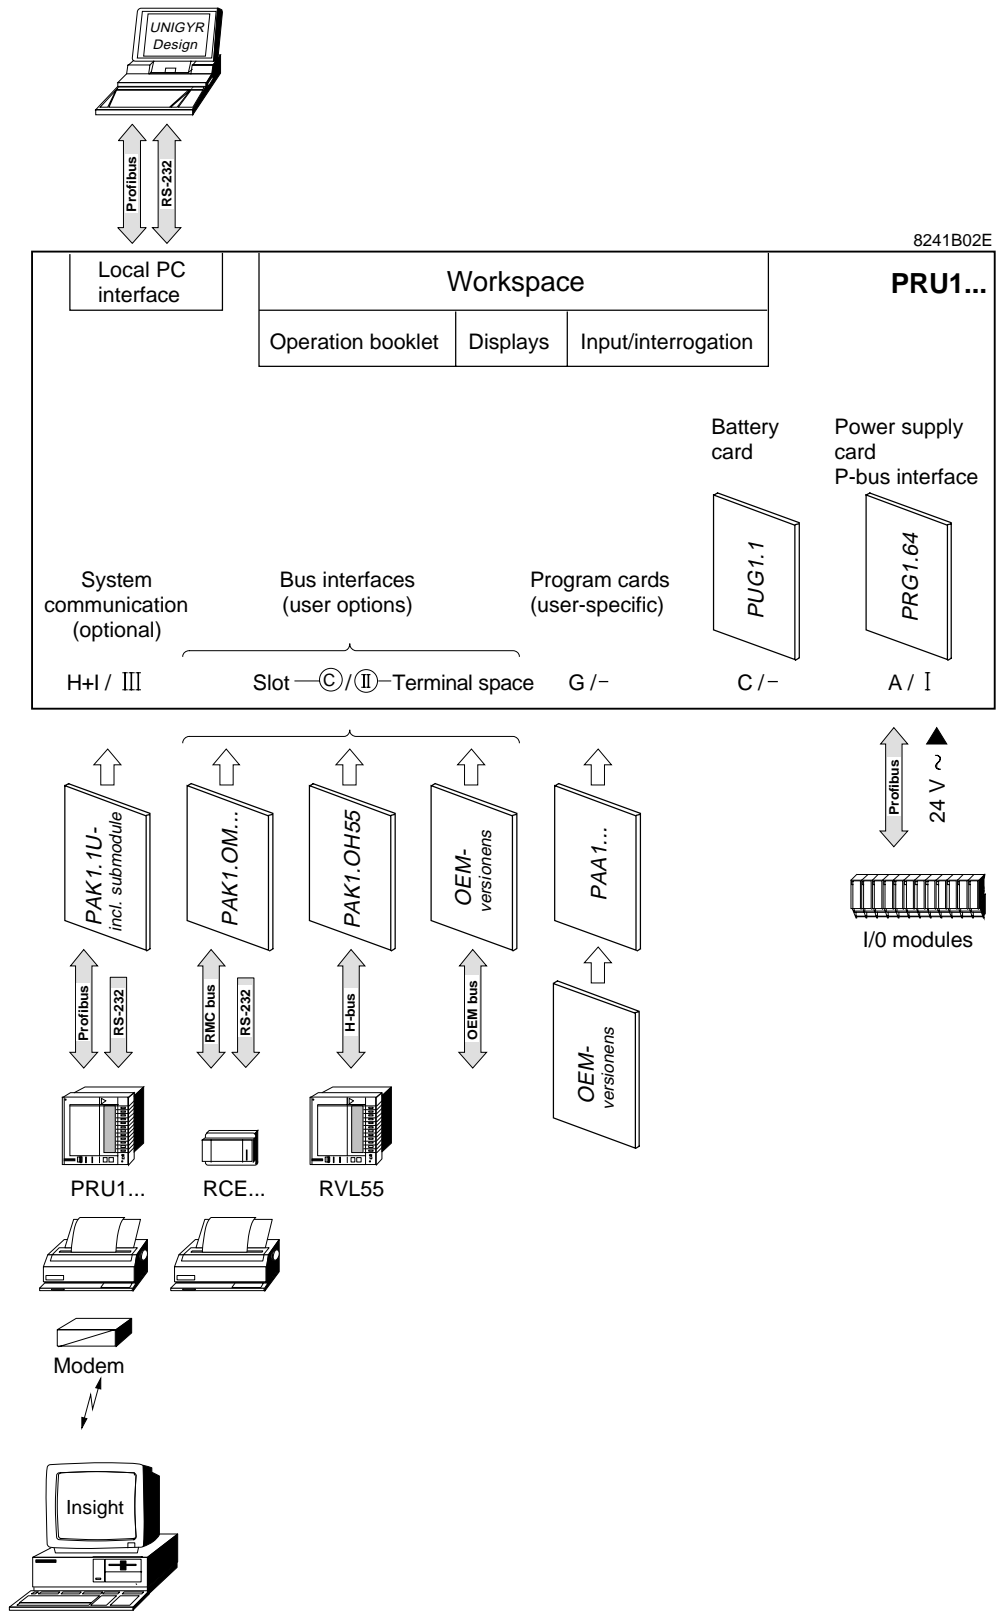 UNIGYR
Design
Profibus
RS-232
8241B02E
Local PC
interface
Workspace
PRU1...
Operation booklet
Displays
Input/interrogation
Battery
card
Power supply
card
P-bus interface
PUG1.1
PRG1.64
System
communication
(optional)
Bus interfaces
(user options)
Program cards
(user-specific)
H+I / III
Slot C / II Terminal space
G /–
C /–
A / I
Profibus
24 V ~
PAK1.1U-
incl. submodule
PAK1.OM...
PAK1.OH55
OEM-
versionens
PAA1...
I/0 modules
Profibus
RS-232
RMC bus
RS-232
H-bus
OEM bus
OEM-
versionens
PRU1...
RCE...
RVL55
Modem
Insight